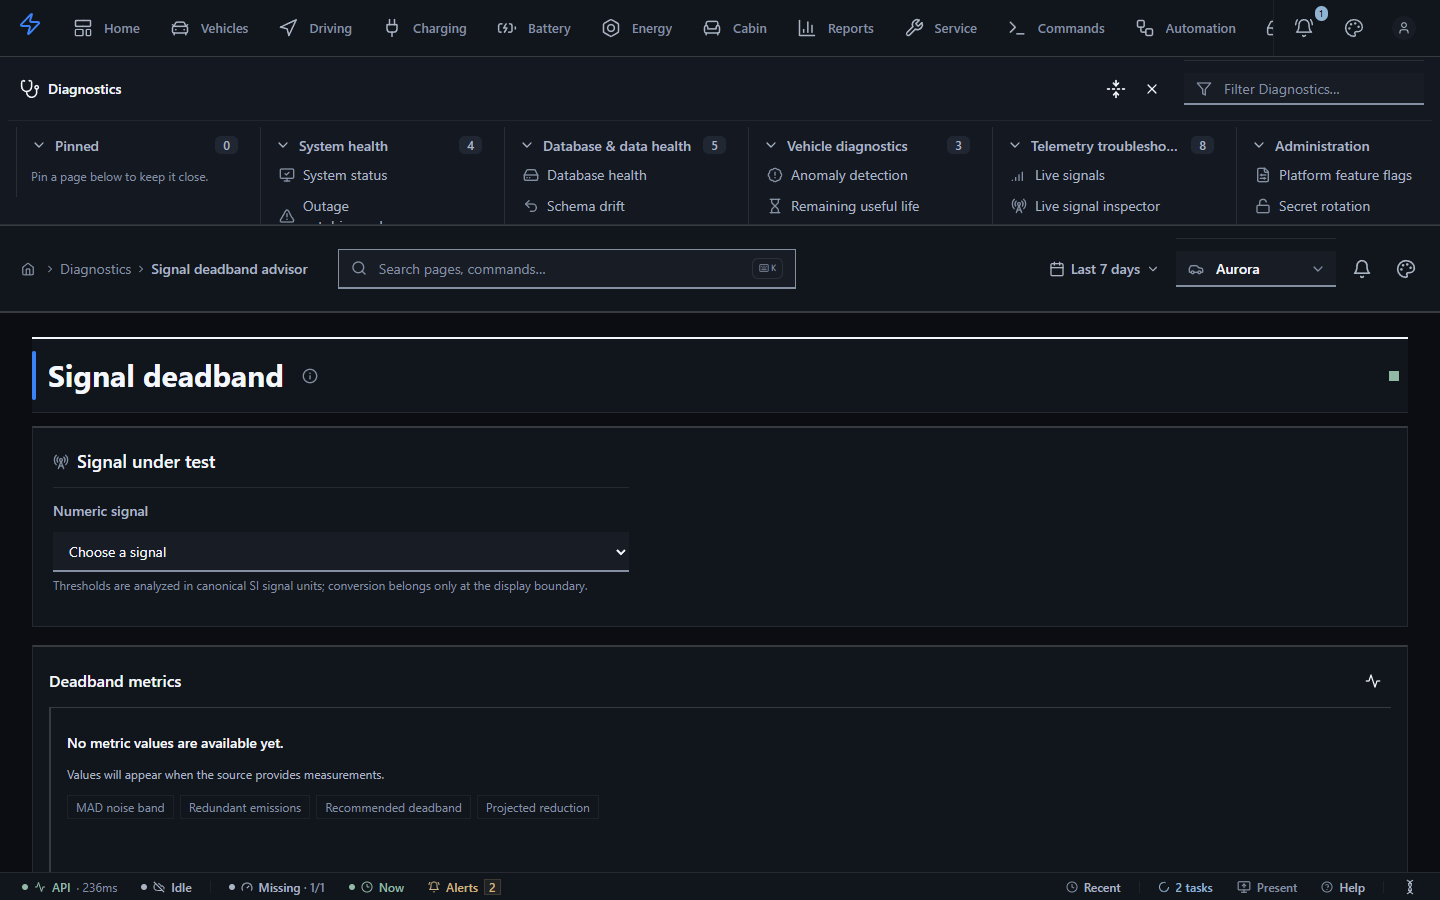 Home
Vehicles
Driving
Charging
Battery
Energy
Cabin
Reports
Service
Commands
Automation
1
Diagnostics
Filter Diagnostics...
Pinned 0
Pin a page below to keep it close.
System health 4
System status
Outage
Database & data health 5
Database health
Schema drift
Vehicle diagnostics 3
Anomaly detection
Remaining useful life
Telemetry troublesho... 8
Live signals
Live signal inspector
Administration
Platform feature flags
Secret rotation
Diagnostics
Signal deadband advisor
Search pages, commands...
K
Last 7 days
Aurora
Signal deadband
Signal under test
Numeric signal
Choose a signal
Thresholds are analyzed in canonical SI signal units; conversion belongs only at the display boundary.
Deadband metrics
No metric values are available yet.
Values will appear when the source provides measurements.
MAD noise band
Redundant emissions
Recommended deadband
Projected reduction
API · 236ms
Idle
Missing · 1/1
Now
Alerts 2
Recent
2 tasks
Present
Help